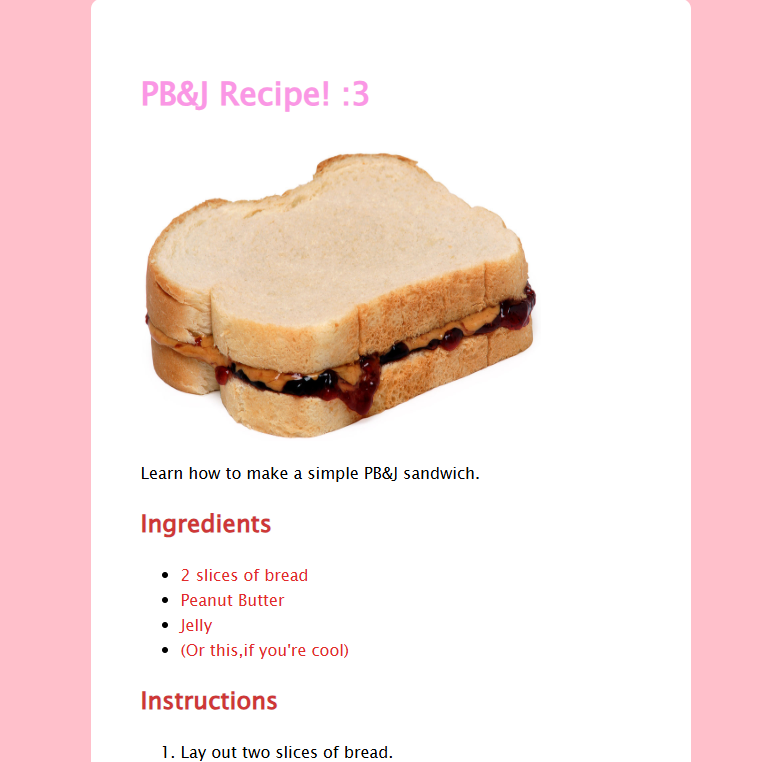 PB&J Recipe! :3
Learn how to make a simple PB&J sandwich.
Ingredients
• 2 slices of bread
• Peanut Butter
• Jelly
• (Or this,if you're cool)
Instructions
1. Lay out two slices of bread.